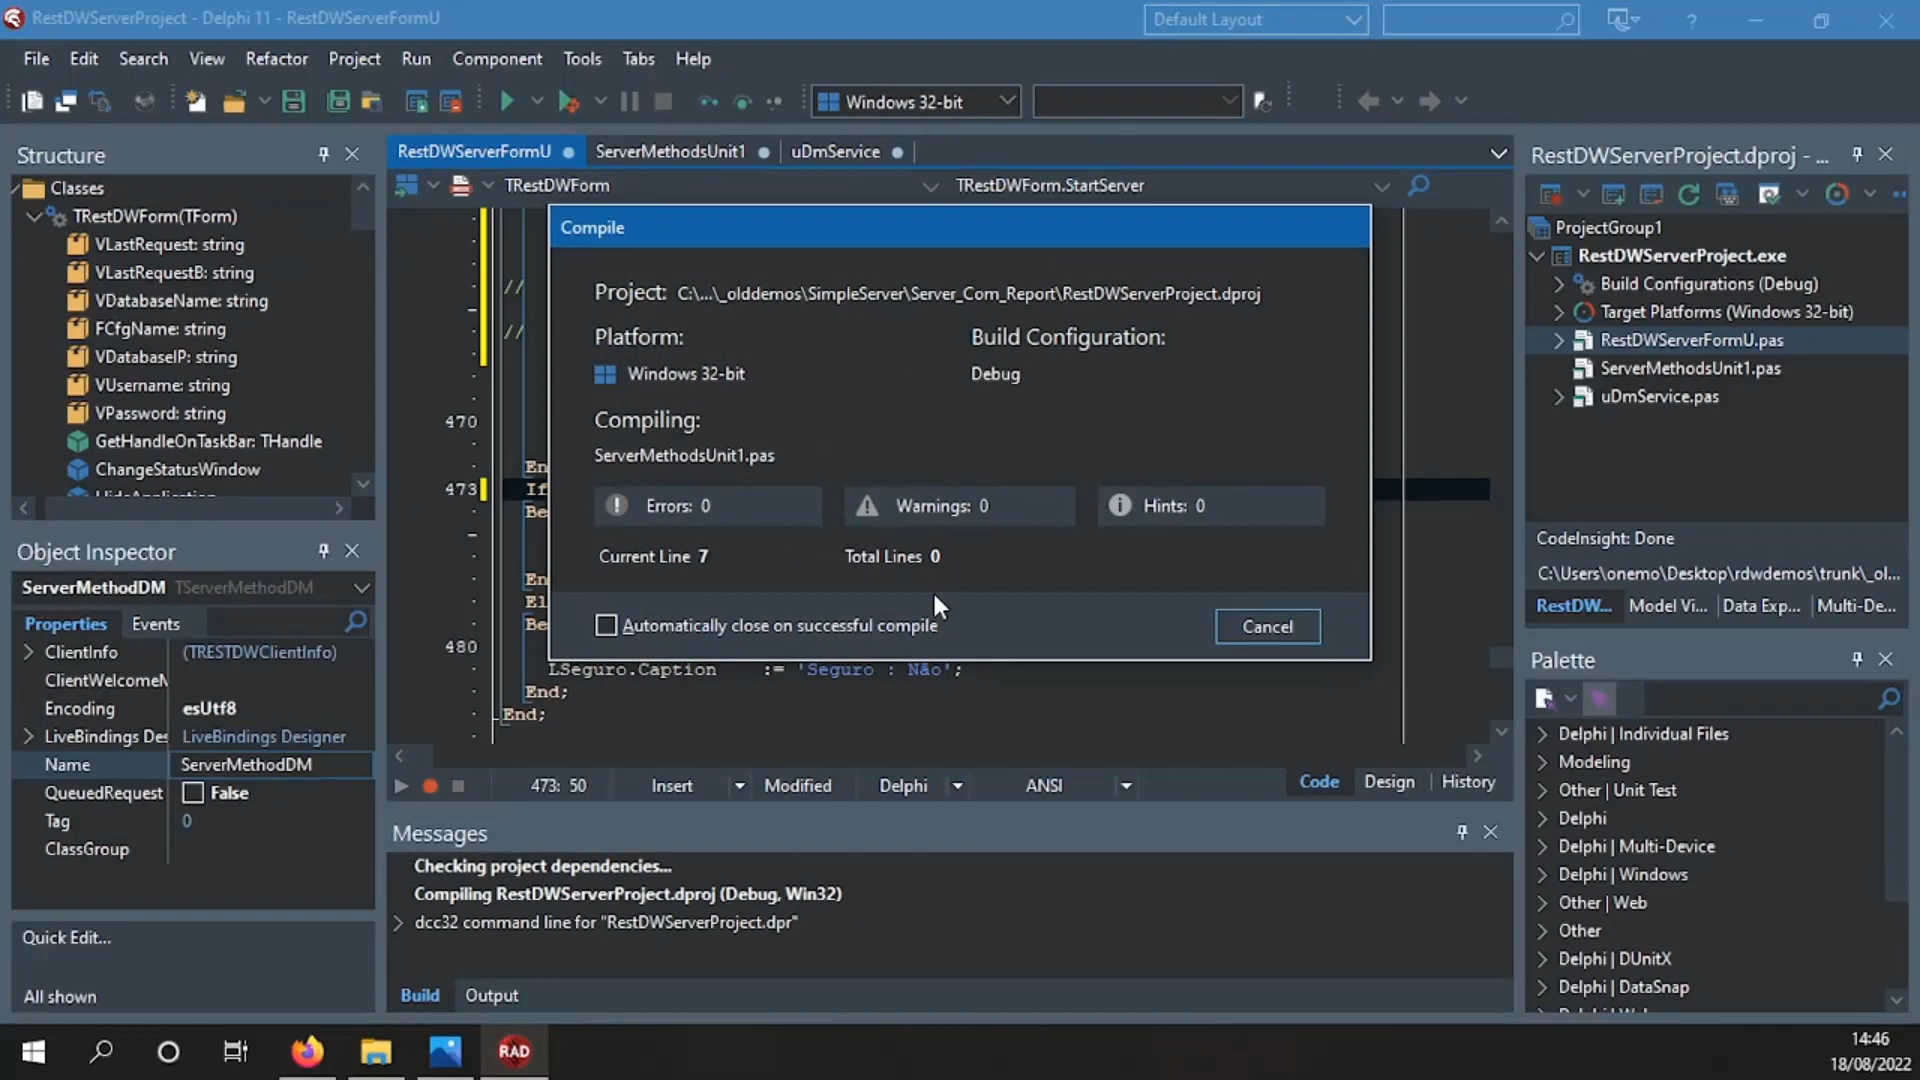 RestDWServerProject - Delphi 11 - RestDWServerFormU
Default Layout
File Edit Search View Refactor Project Run Component Tools Tabs Help
Windows 32-bit
Structure
Classes
TRestDWForm(TForm)
VLastRequest: string
VLastRequestB: string
VDatabaseName: string
FCfgName: string
VDatabaseIP: string
VUsername: string
VPassword: string
GetHandleOnTaskBar: THandle
ChangeStatusWindow
Object Inspector
ServerMethodDM TServerMethodDM
Properties Events
ClientInfo (TRESTDWClientInfo)
ClientWelcomeM
Encoding esUtf8
LiveBindings Des LiveBindings Designer
Name ServerMethodDM
QueuedRequest False
Tag 0
ClassGroup
Quick Edit...
All shown
RestDWServerFormU ServerMethodsUnit1 uDmService
TRestDWForm TRestDWForm.StartServer
//
//
470
En
473 If
Be
En
El
Be
480
LSeguro.Caption := 'Seguro : Não';
End;
End;
Compile
Project: C:\...\_olddemos\SimpleServer\Server_Com_Report\RestDWServerProject.dproj
Platform: Build Configuration:
Windows 32-bit Debug
Compiling:
ServerMethodsUnit1.pas
Errors: 0 Warnings: 0 Hints: 0
Current Line 7 Total Lines 0
Automatically close on successful compile
Cancel
473: 50 Insert Modified Delphi ANSI
Code Design History
Messages
Checking project dependencies...
Compiling RestDWServerProject.dproj (Debug, Win32)
dcc32 command line for "RestDWServerProject.dpr"
Build Output
RestDWServerProject.dproj - ...
ProjectGroup1
RestDWServerProject.exe
Build Configurations (Debug)
Target Platforms (Windows 32-bit)
RestDWServerFormU.pas
ServerMethodsUnit1.pas
uDmService.pas
CodeInsight: Done
C:\Users\onemo\Desktop\rdwdemos\trunk\_ol...
RestDW... Model Vi... Data Exp... Multi-De...
Palette
Delphi | Individual Files
Modeling
Other | Unit Test
Delphi
Delphi | Multi-Device
Delphi | Windows
Other | Web
Other
Delphi | DUnitX
Delphi | DataSnap
RAD
14:46
18/08/2022